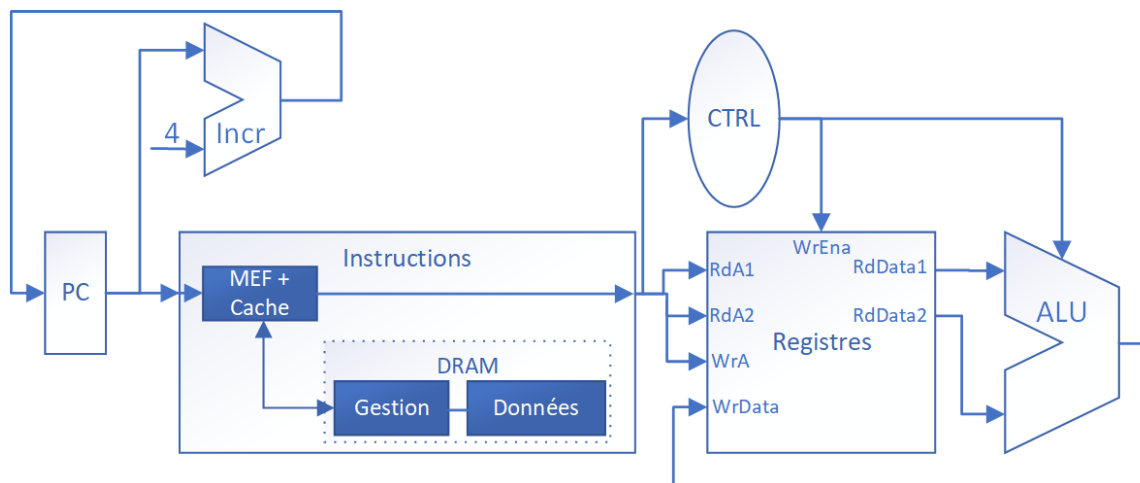 4
Incr
CTRL
PC
Instructions
MEF +
Cache
DRAM
Gestion
Données
WrEna
RdA1
RdData1
RdA2
RdData2
Registres
WrA
WrData
ALU